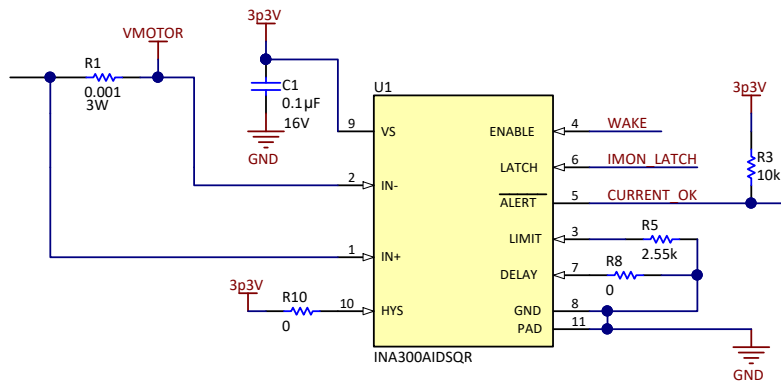 3p3V
VMOTOR
R1
0.001
3W
C1
0.1µF
16V
GND
U1
9 VS
2 IN-
1 IN+
10 HYS
ENABLE 4 WAKE
LATCH 6 IMON_LATCH
ALERT 5 CURRENT_OK
LIMIT 3
DELAY 7
GND 8
PAD 11
INA300AIDSQR
3p3V
R3
10k
R5
2.55k
R8
0
3p3V
R10
0
GND